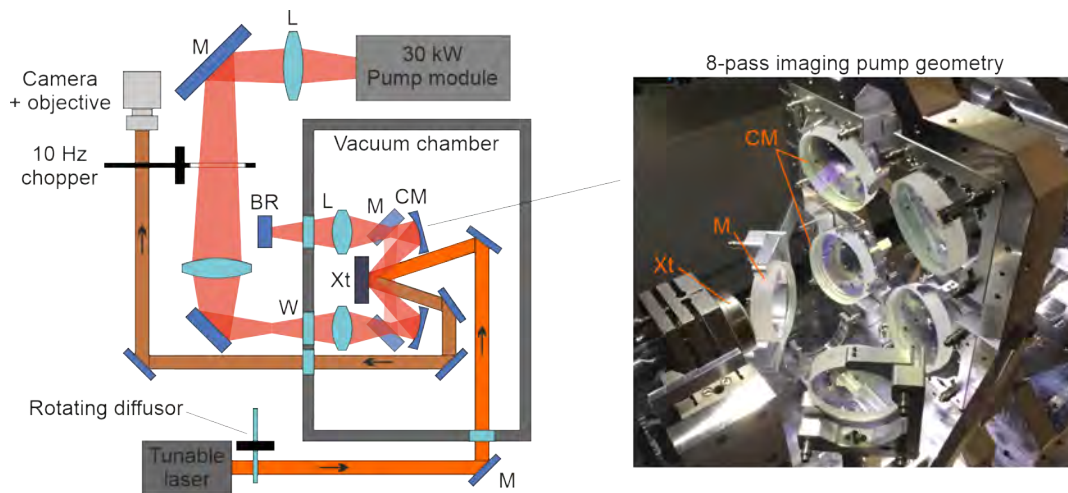 M
L
30 kW
Pump module
Camera
+ objective
10 Hz
chopper
Vacuum chamber
BR
L
M
CM
Xt
W
Rotating diffusor
Tunable
laser
M
8-pass imaging pump geometry
CM
M
Xt